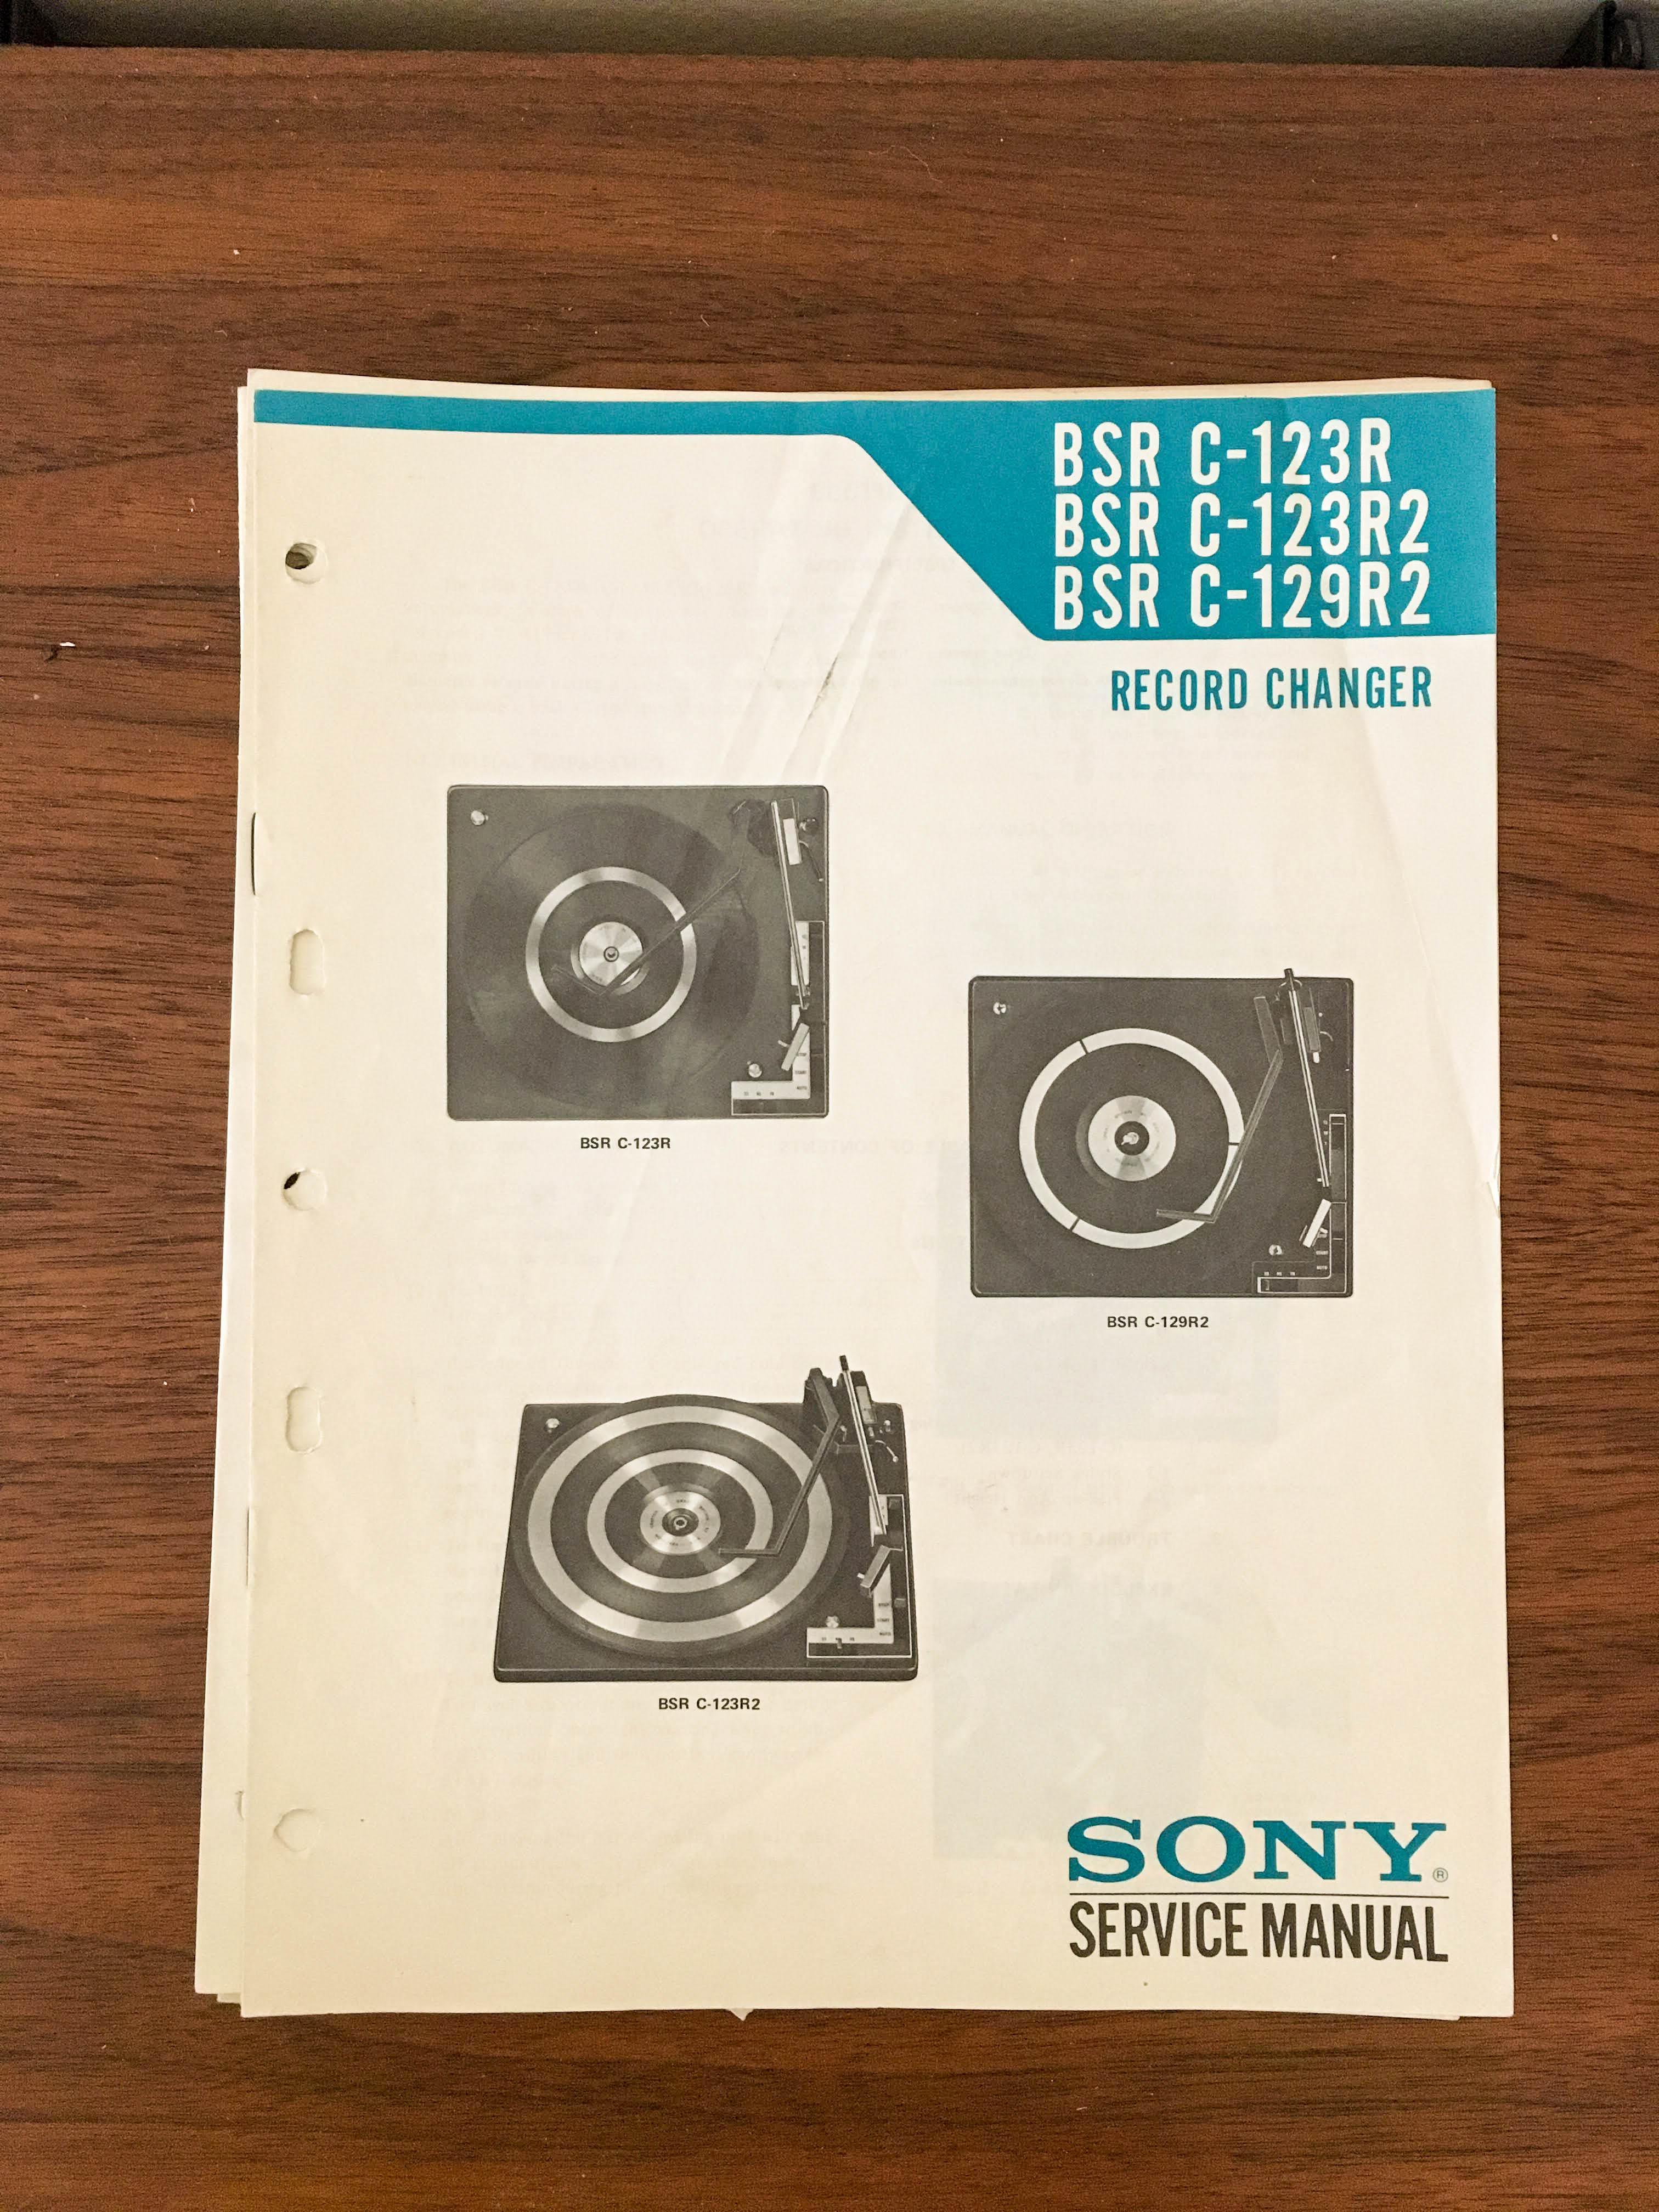 BSR C-123R
BSR C-123R2
BSR C-129R2
RECORD CHANGER
BSR C-123R
BSR C-129R2
BSR C-123R2
SONY®
SERVICE MANUAL